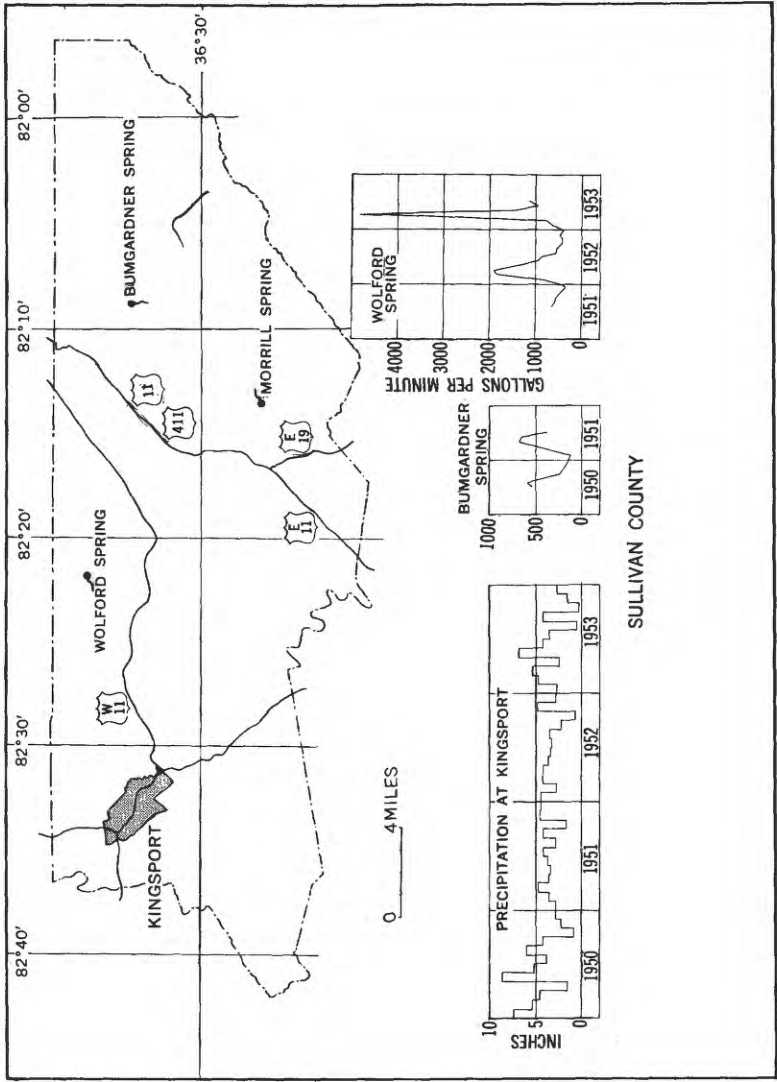 82°40'
82°30'
82°20'
82°10'
82°00'
36°30'
KINGSPORT
W
11
WOLFORD SPRING
11
411
BUMGARDNER SPRING
MORRILL SPRING
E
19
E
11
0 4 MILES
PRECIPITATION AT KINGSPORT
INCHES
10
5
0
1950
1951
1952
1953
BUMGARDNER
SPRING
1000
500
0
1950
1951
WOLFORD
SPRING
GALLONS PER MINUTE
4000
3000
2000
1000
0
1951
1952
1953
SULLIVAN COUNTY